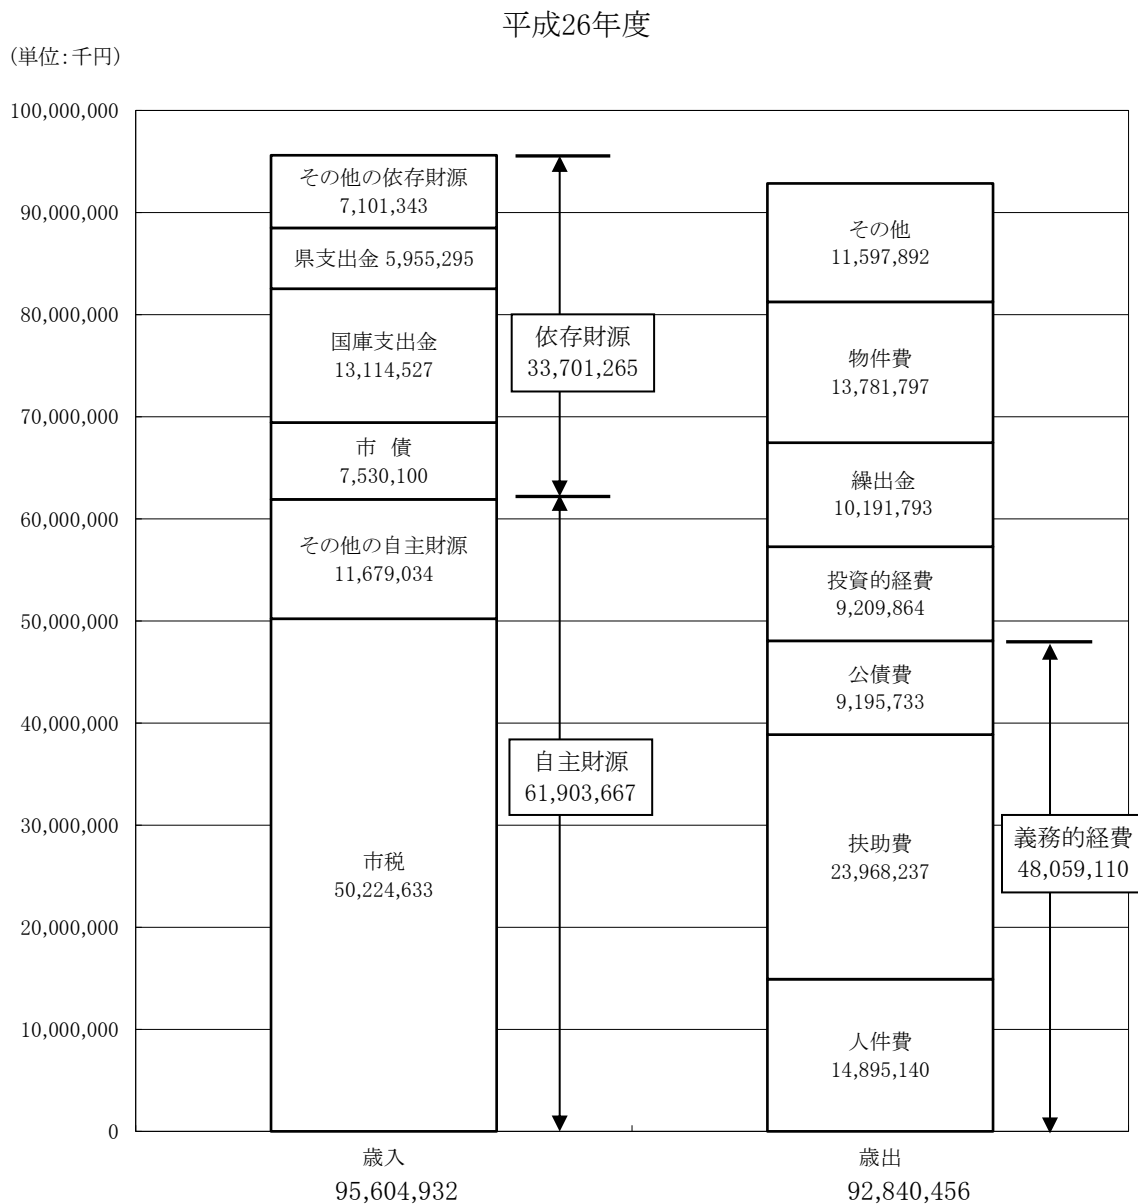 平成26年度
(単位:千円)
100,000,000
90,000,000
80,000,000
70,000,000
60,000,000
50,000,000
40,000,000
30,000,000
20,000,000
10,000,000
0
その他の依存財源
7,101,343
県支出金 5,955,295
国庫支出金
13,114,527
市 債
7,530,100
その他の自主財源
11,679,034
市税
50,224,633
依存財源
33,701,265
自主財源
61,903,667
その他
11,597,892
物件費
13,781,797
繰出金
10,191,793
投資的経費
9,209,864
公債費
9,195,733
扶助費
23,968,237
人件費
14,895,140
義務的経費
48,059,110
歳入
95,604,932
歳出
92,840,456